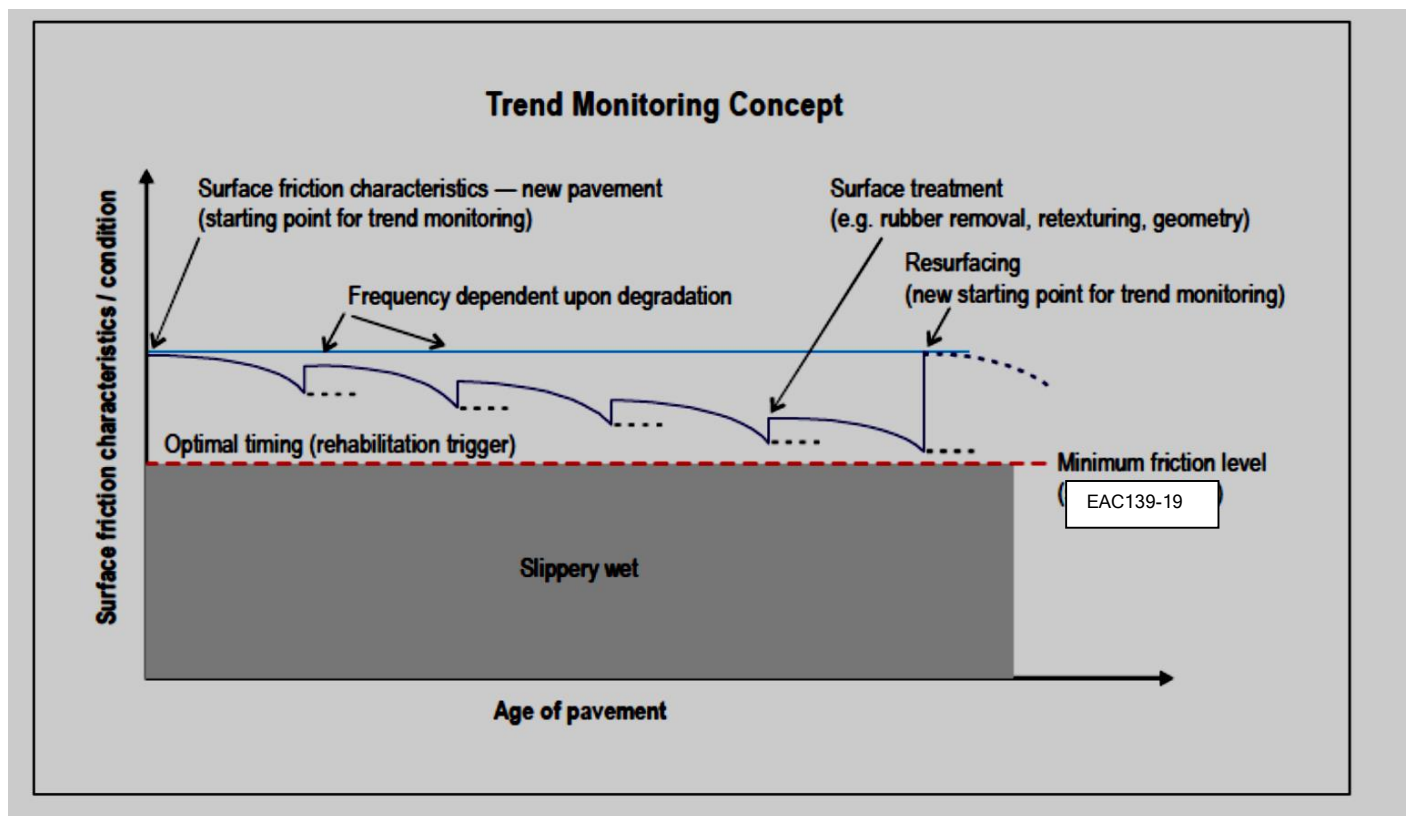 Trend Monitoring Concept
Surface friction characteristics — new pavement
(starting point for trend monitoring)
Surface treatment
(e.g. rubber removal, retexturing, geometry)
Resurfacing
(new starting point for trend monitoring)
Frequency dependent upon degradation
Surface friction characteristics / condition
Optimal timing (rehabilitation trigger)
Minimum friction level
EAC139-19
Slippery wet
Age of pavement